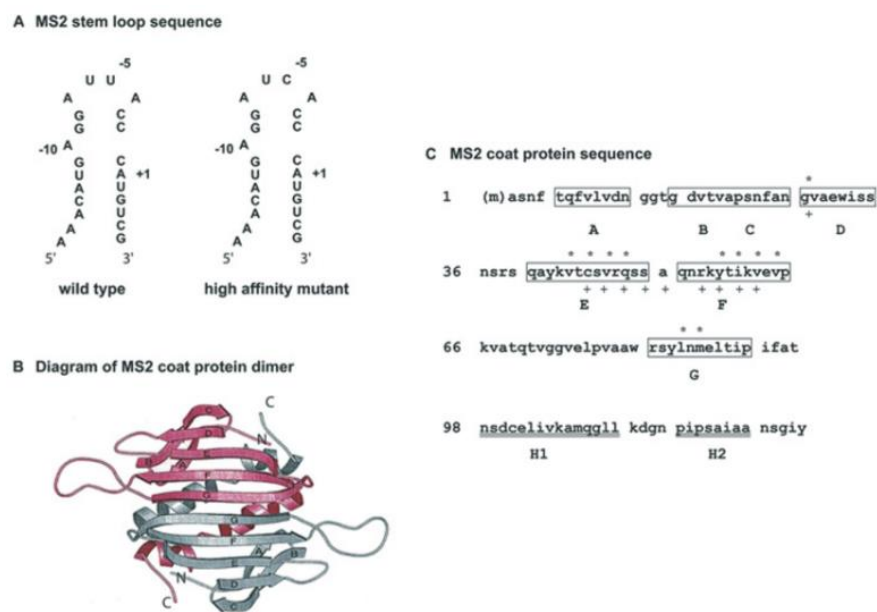 A MS2 stem loop sequence
-5 -5
U U U C
A A A A
G C G C
G C G C
-10 A -10 A
C C
G A +1 G A +1
U U U U
A G A G
C U C U
A C A C
A G A G
A A
5' 3' 5' 3'
wild type high affinity mutant
B Diagram of MS2 coat protein dimer
C
C
D
N
D A E
F
G
G
F
A B
E
N D
C C
C MS2 coat protein sequence
*
1 (m)asnf tqfvlvdn ggtg dvtvapsnfan gvaewiss
+
A B C D
* * * * * * * *
36 nsrs qaykvtcsvrqss a qnrkytikvevp
+ + + + + + + + +
E F
* *
66 kvatqtvggvelpvaaw rsylnmeltip ifat
G
98 nsdcelivkamqgll kdgn pipsaiaa nsgiy
H1 H2